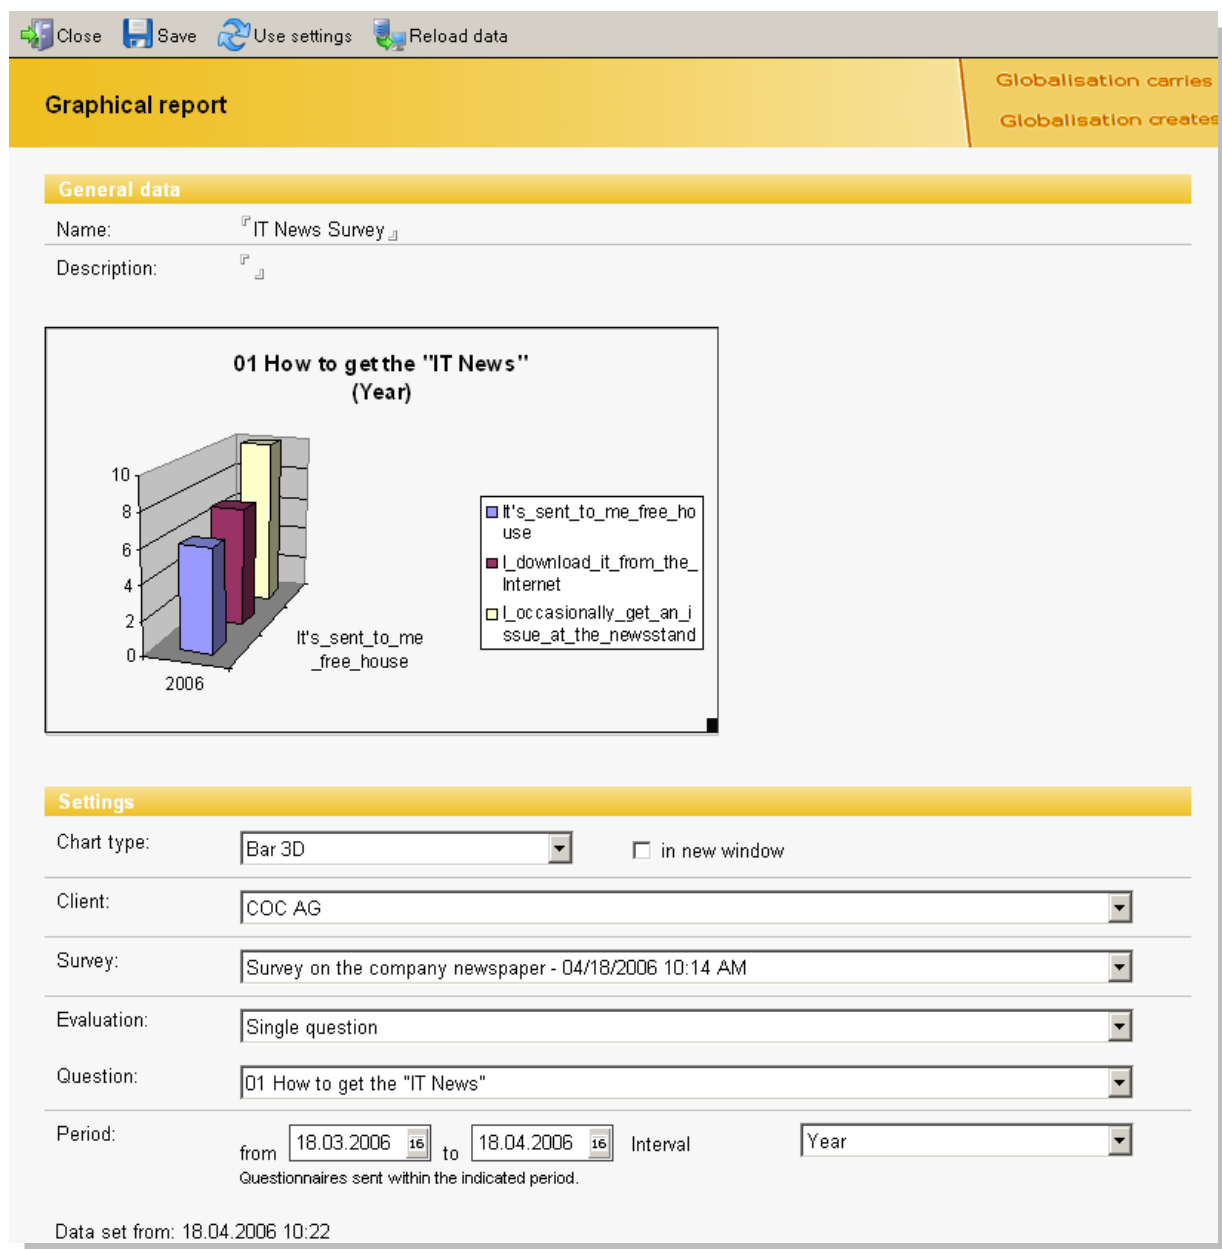 Close Save Use settings Reload data
Graphical report
Globalisation carries
Globalisation creates
General data
Name: IT News Survey
Description:
01 How to get the "IT News"
(Year)
10
8
6
4
2
0
2006
It's_sent_to_me
_free_house
It's_sent_to_me_free_ho
use
I_download_it_from_the_
Internet
I_occasionally_get_an_i
ssue_at_the_newsstand
Settings
Chart type: Bar 3D in new window
Client: COC AG
Survey: Survey on the company newspaper - 04/18/2006 10:14 AM
Evaluation: Single question
Question: 01 How to get the "IT News"
Period: from 18.03.2006 16 to 18.04.2006 16 Interval Year
Questionnaires sent within the indicated period.
Data set from: 18.04.2006 10:22